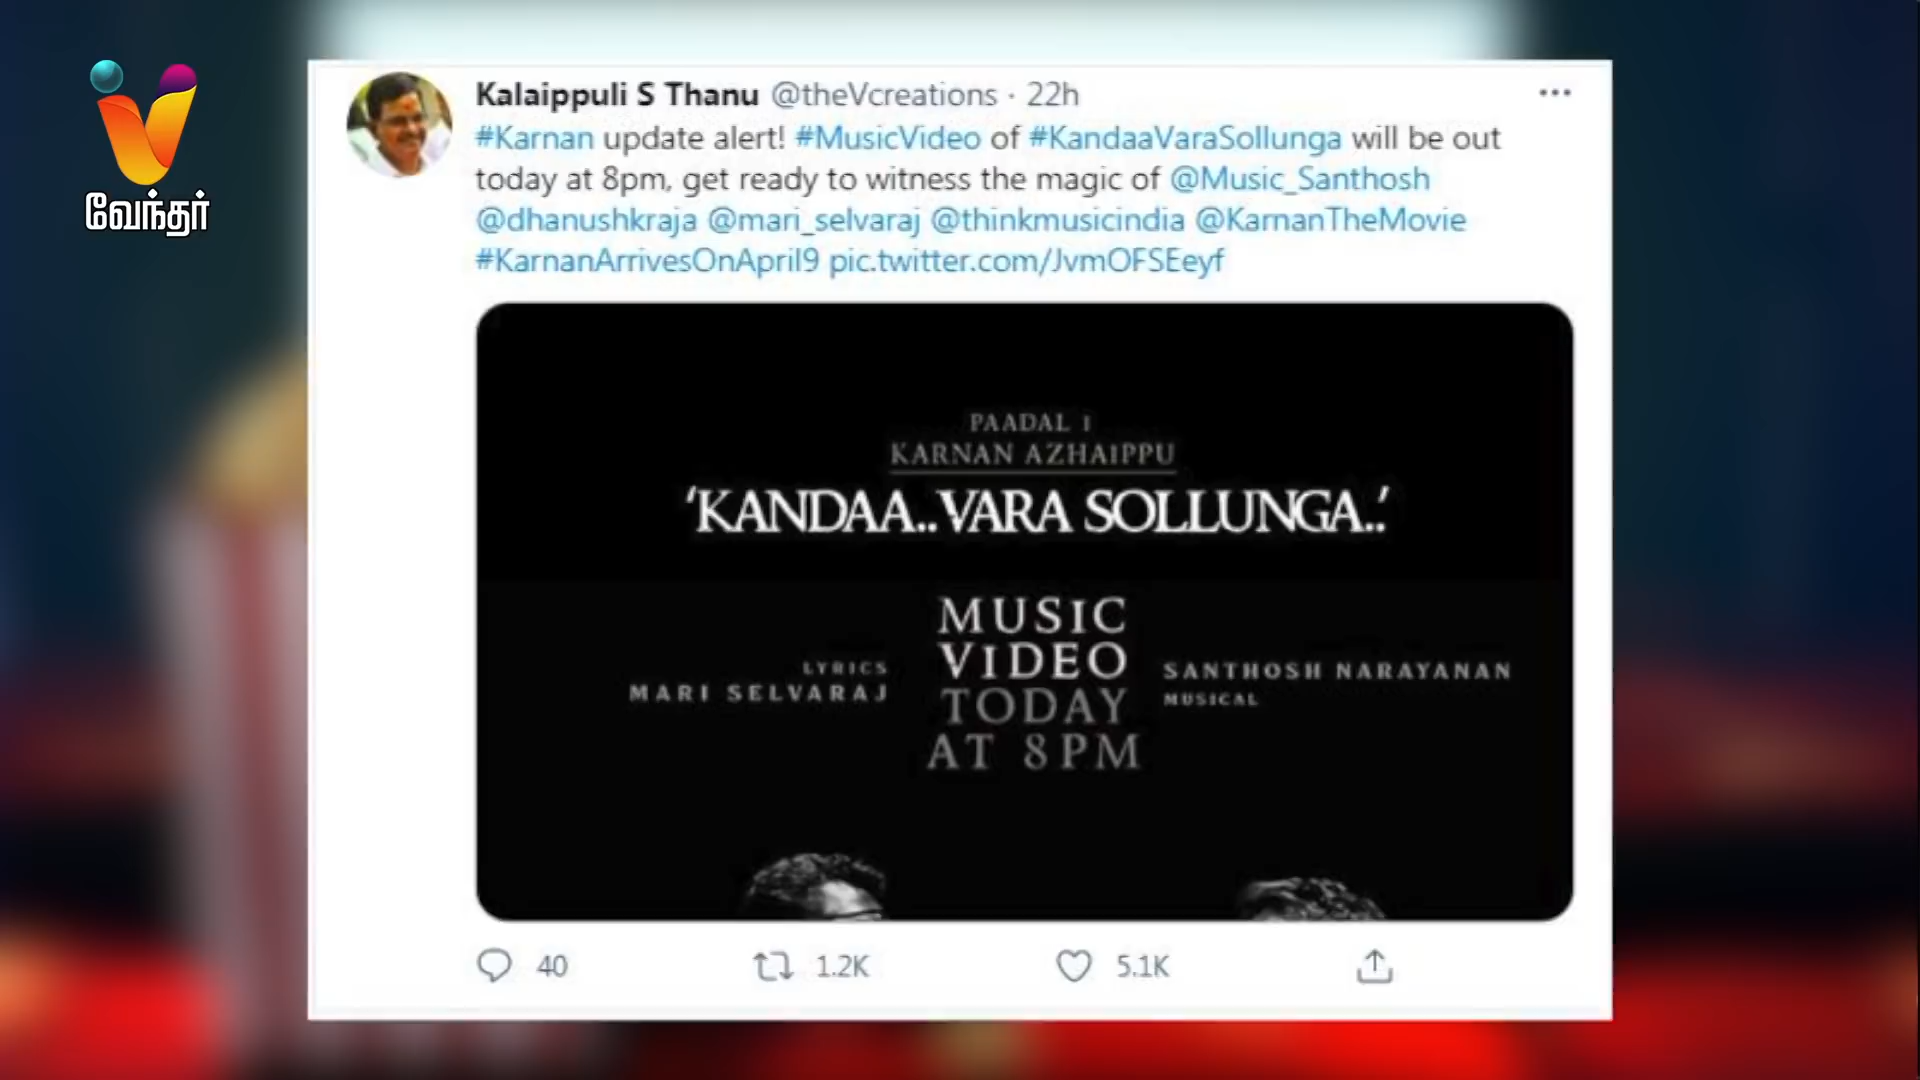 வேந்தர்
Kalaippuli S Thanu @theVcreations · 22h
#Karnan update alert! #MusicVideo of #KandaaVaraSollunga will be out
today at 8pm, get ready to witness the magic of @Music_Santhosh
@dhanushkraja @mari_selvaraj @thinkmusicindia @KarnanTheMovie
#KarnanArrivesOnApril9 pic.twitter.com/JvmOFSEeyf
PAADAL 1
KARNAN AZHAIPPU
'KANDAA..VARA SOLLUNGA..'
MUSIC
VIDEO
TODAY
AT 8PM
LYRICS
MARI SELVARAJ
SANTHOSH NARAYANAN
MUSICAL
40 1.2K 5.1K